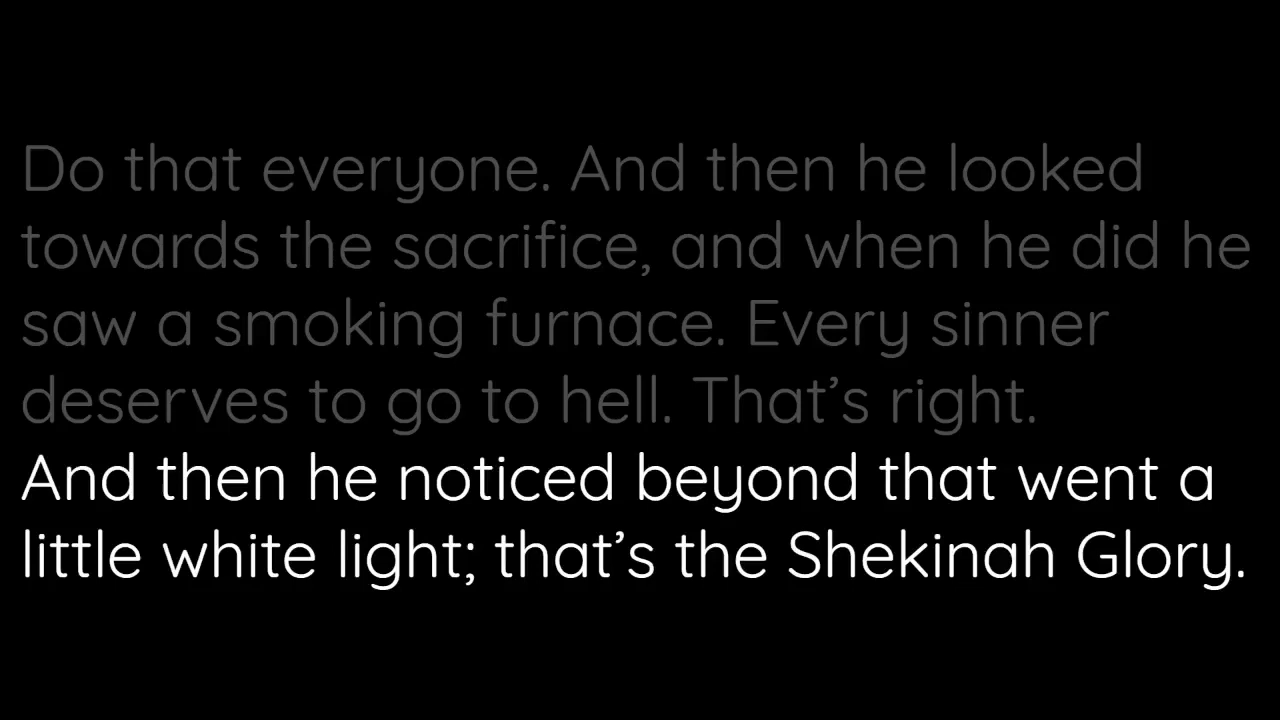 Do that everyone. And then he looked
towards the sacrifice, and when he did he
saw a smoking furnace. Every sinner
deserves to go to hell. That’s right.
And then he noticed beyond that went a
little white light; that’s the Shekinah Glory.